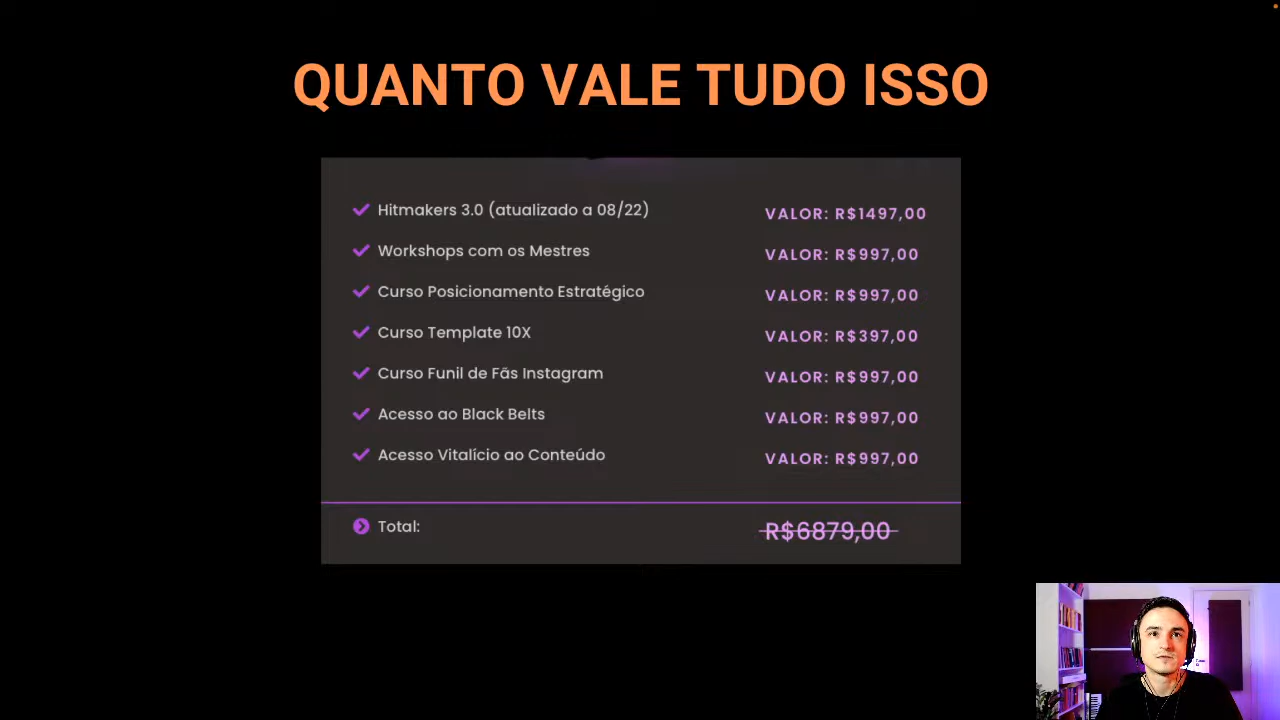 QUANTO VALE TUDO ISSO
Hitmakers 3.0 (atualizado a 08/22) VALOR: R$1497,00
Workshops com os Mestres VALOR: R$997,00
Curso Posicionamento Estratégico VALOR: R$997,00
Curso Template 10X VALOR: R$397,00
Curso Funil de Fãs Instagram VALOR: R$997,00
Acesso ao Black Belts VALOR: R$997,00
Acesso Vitalício ao Conteúdo VALOR: R$997,00
Total: R$6879,00